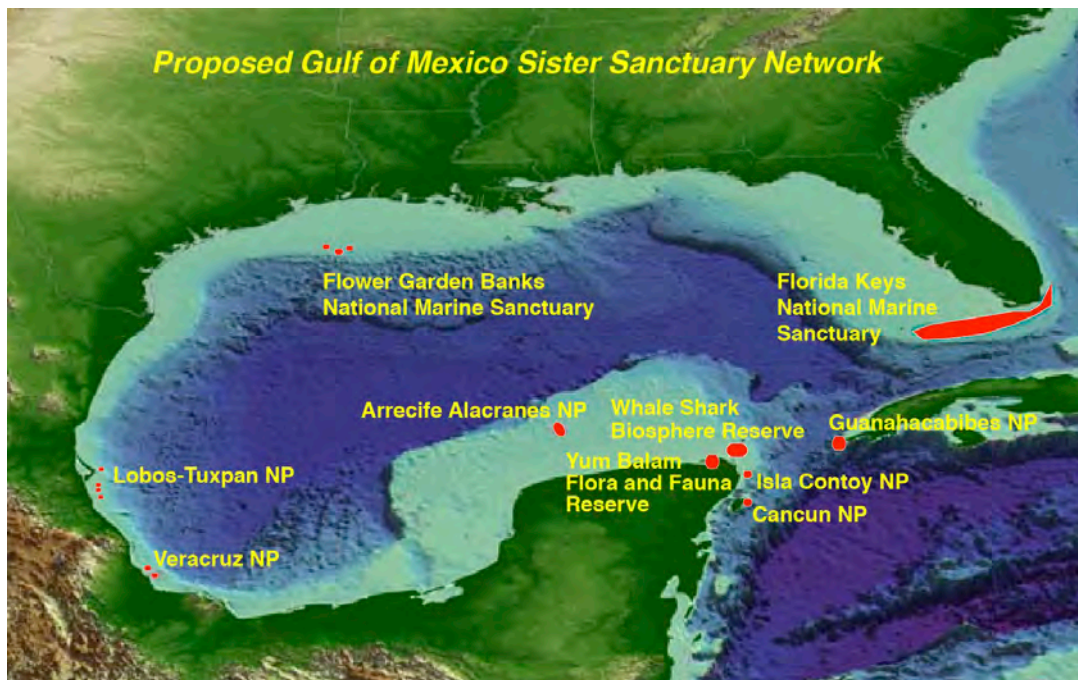 Proposed Gulf of Mexico Sister Sanctuary Network
Flower Garden Banks
National Marine Sanctuary
Florida Keys
National Marine
Sanctuary
Arrecife Alacranes NP
Whale Shark
Biosphere Reserve
Guanahacabibes NP
Yum Balam
Flora and Fauna
Reserve
Isla Contoy NP
Cancun NP
Lobos-Tuxpan NP
Veracruz NP